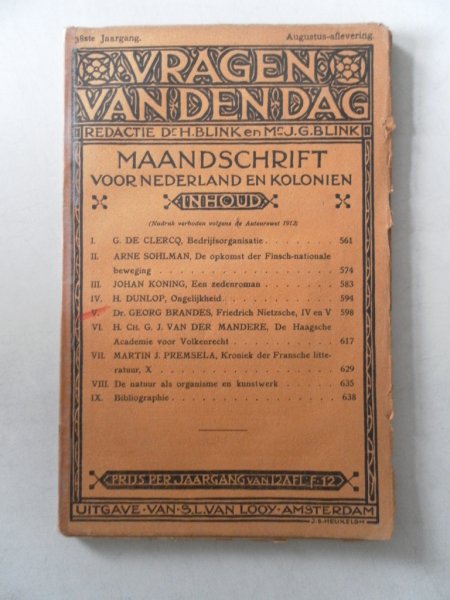 38ste Jaargang. Augustus-aflevering.
VRAGEN
VAN DEN DAG
REDACTIE Dr H. BLINK en Mr J. G. BLINK
MAANDSCHRIFT
VOOR NEDERLAND EN KOLONIEN
INHOUD
(Nadruk verboden volgens de Auteurswet 1912)
I. G. DE CLERCQ, Bedrijfsorganisatie . . . . . . . 561
II. ARNE SOHLMAN, De opkomst der Finsch-nationale
beweging . . . . . . . . . . . . . . . . 574
III. JOHAN KONING, Een zedenroman . . . . . . . 583
IV. H. DUNLOP, Ongelijkheid . . . . . . . . . . 594
V. Dr. GEORG BRANDES, Friedrich Nietzsche, IV en V 598
VI. H. CH. G. J. VAN DER MANDERE, De Haagsche
Academie voor Volkenrecht . . . . . . . . . 617
VII. MARTIN J. PREMSELA, Kroniek der Fransche litte-
ratuur, X . . . . . . . . . . . . . . . . 629
VIII. De natuur als organisme en kunstwerk . . . . . 635
IX. Bibliographie . . . . . . . . . . . . . . . 638
PRIJS PER JAARGANG VAN 12 AFL F. 12
UITGAVE · VAN · S. L. VAN LOOY · AMSTERDAM
J. B. HEUKELOM